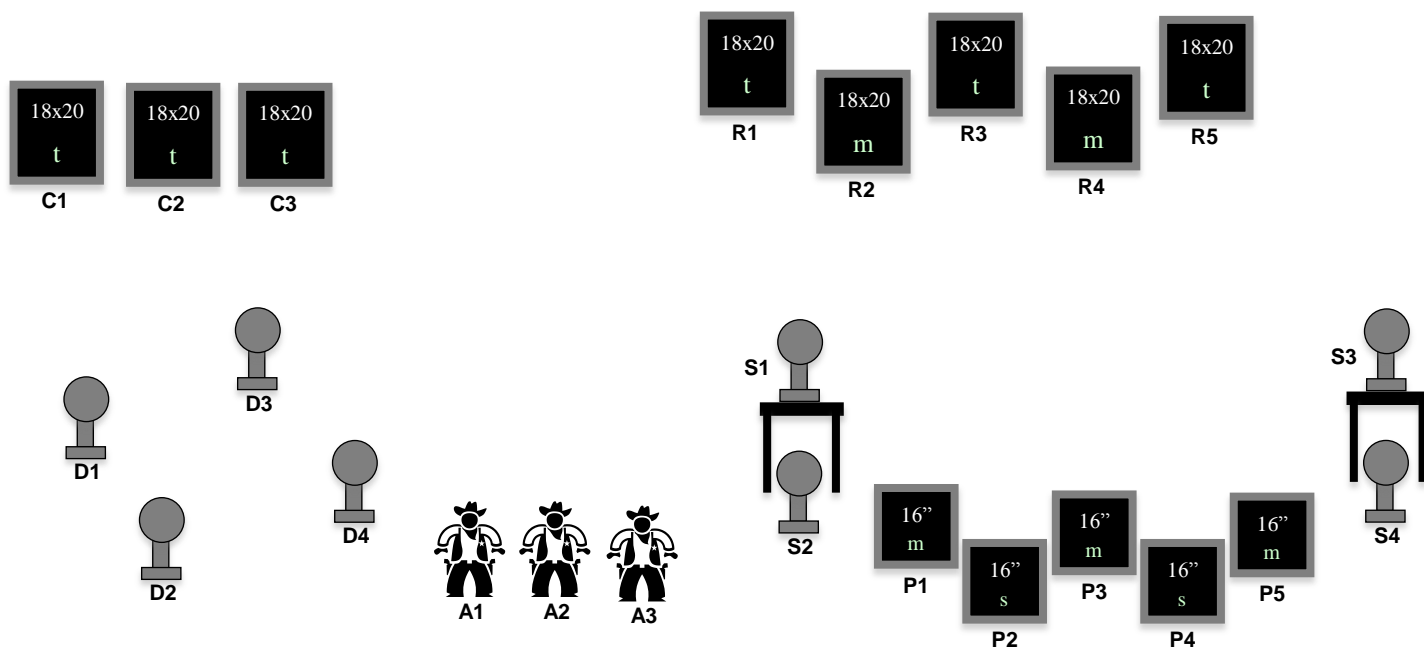 18x20
t
R1
18x20
m
R2
18x20
t
R3
18x20
m
R4
18x20
t
R5
18x20
t
C1
18x20
t
C2
18x20
t
C3
D1
D2
D3
D4
A1
A2
A3
S1
S2
S3
S4
16”
m
P1
16”
s
P2
16”
m
P3
16”
s
P4
16”
m
P5